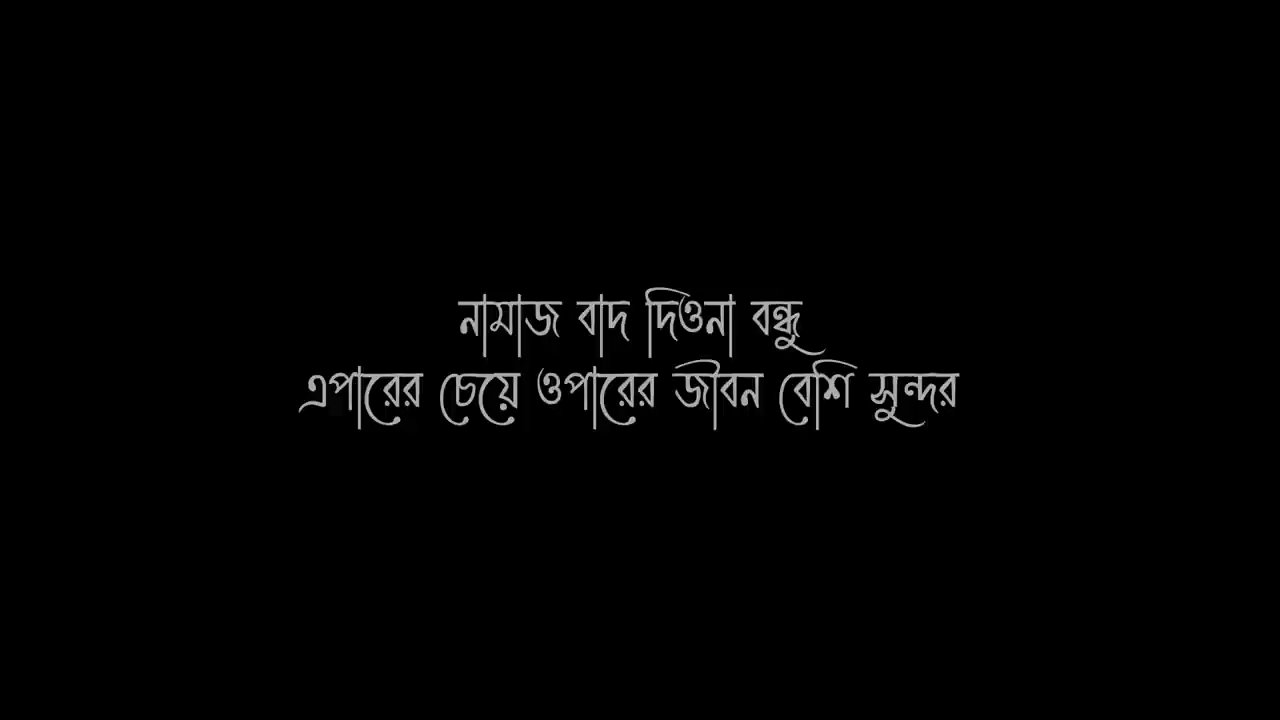 নামাজ বাদ দিওনা বন্ধু
এপারের চেয়ে ওপারের জীবন বেশি সুন্দর